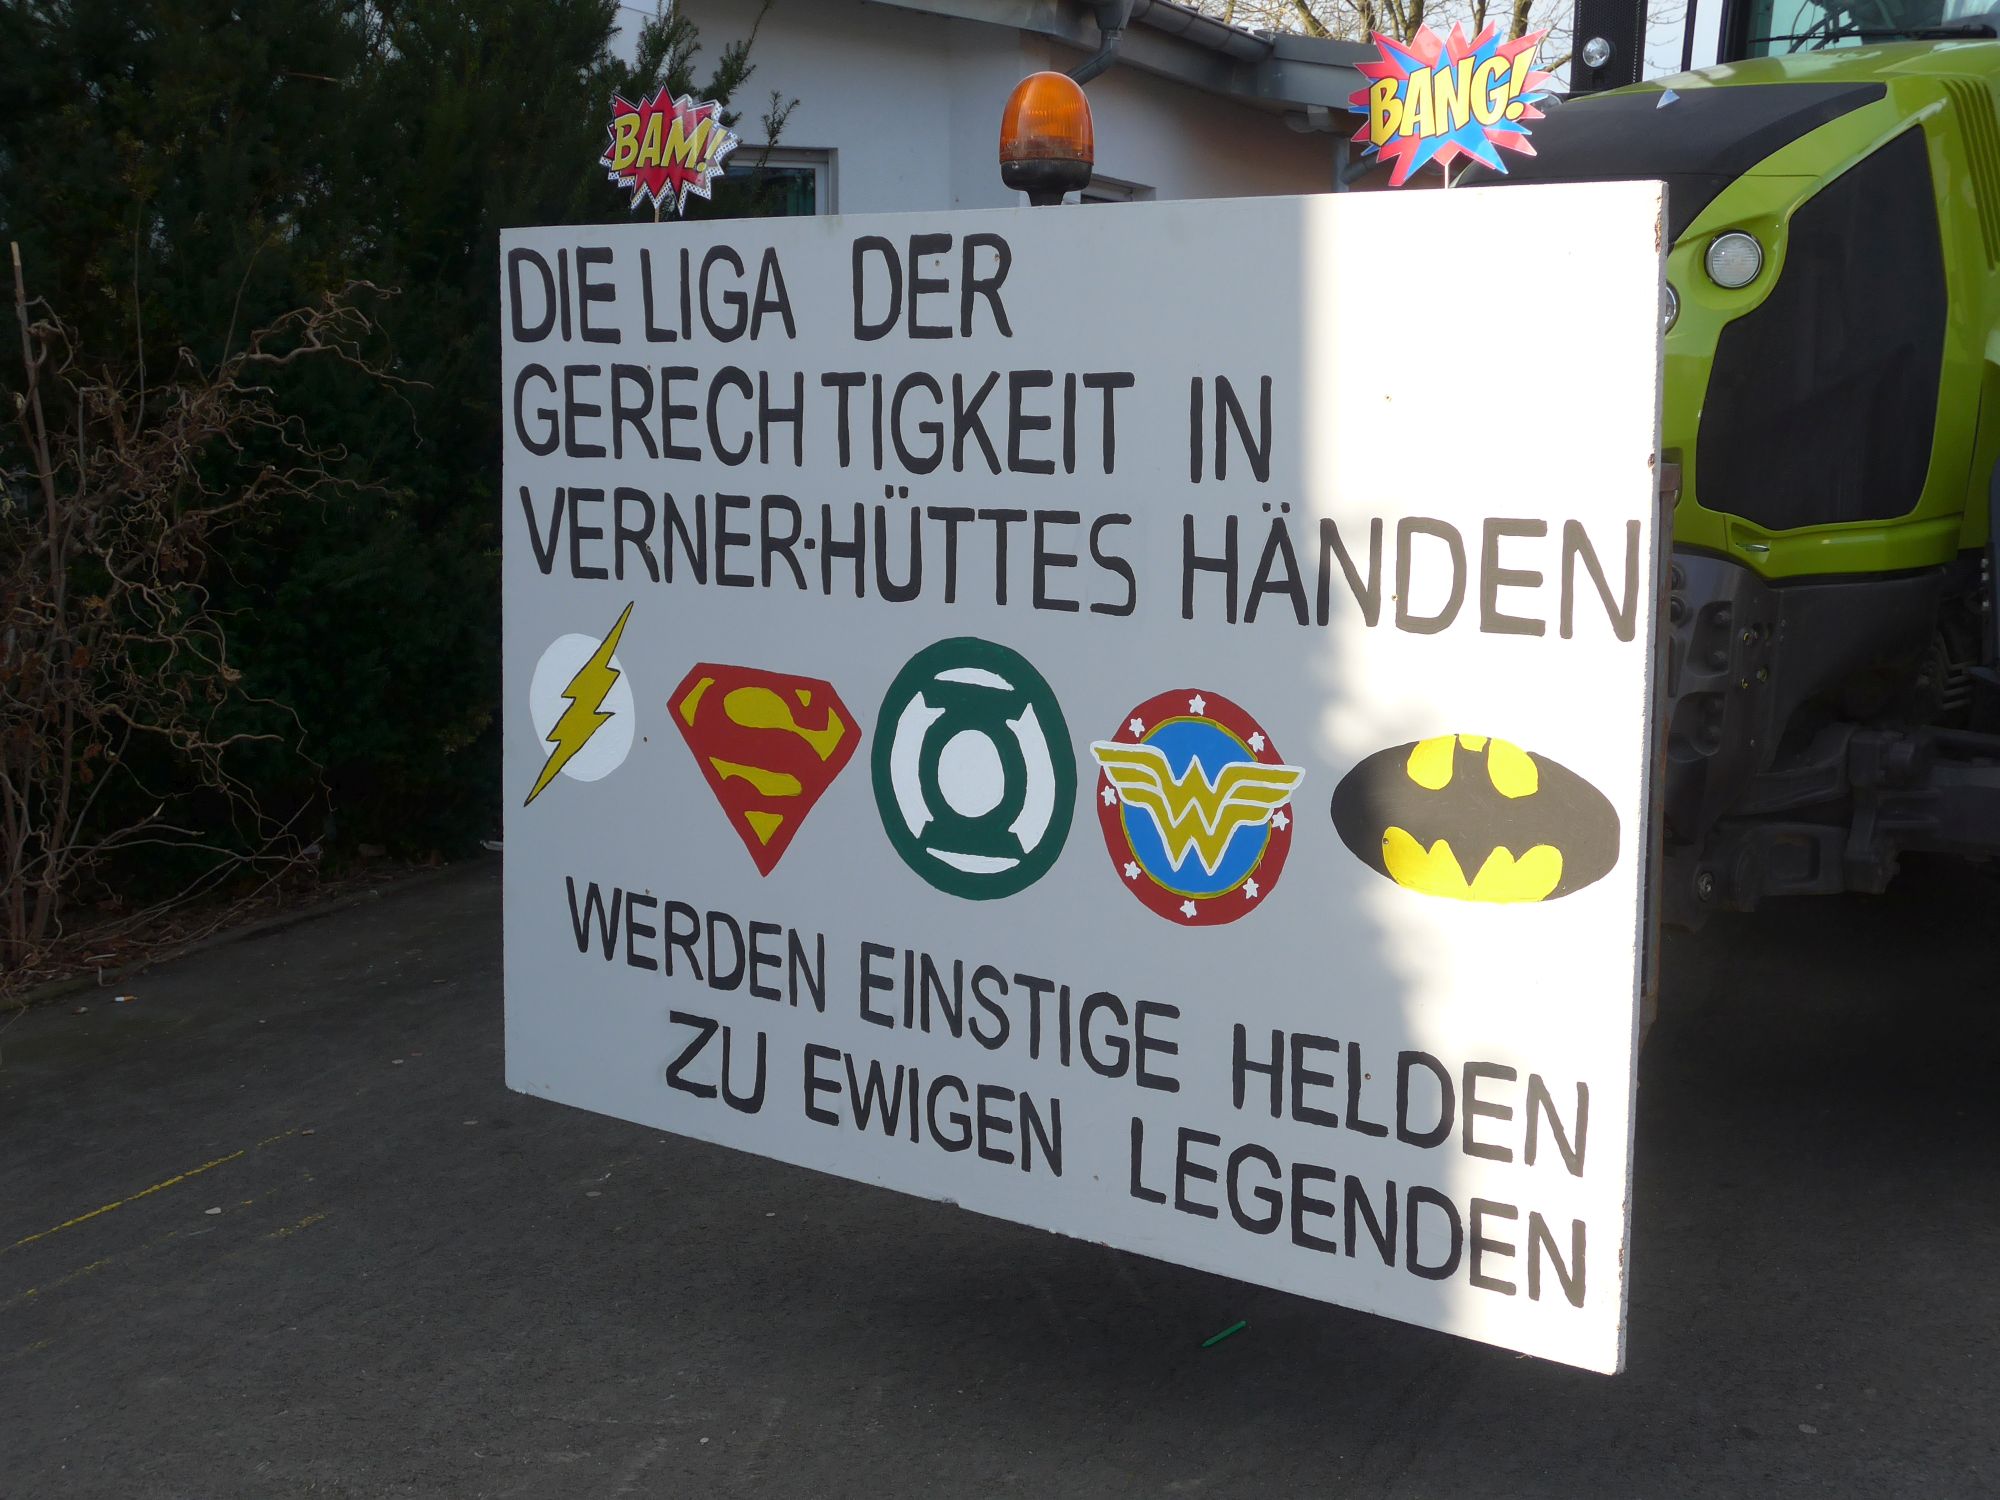 BAM!
BANG!
DIE LIGA DER
GERECHTIGKEIT IN
VERNER-HÜTTES HÄNDEN
S
W
WERDEN EINSTIGE HELDEN
ZU EWIGEN LEGENDEN